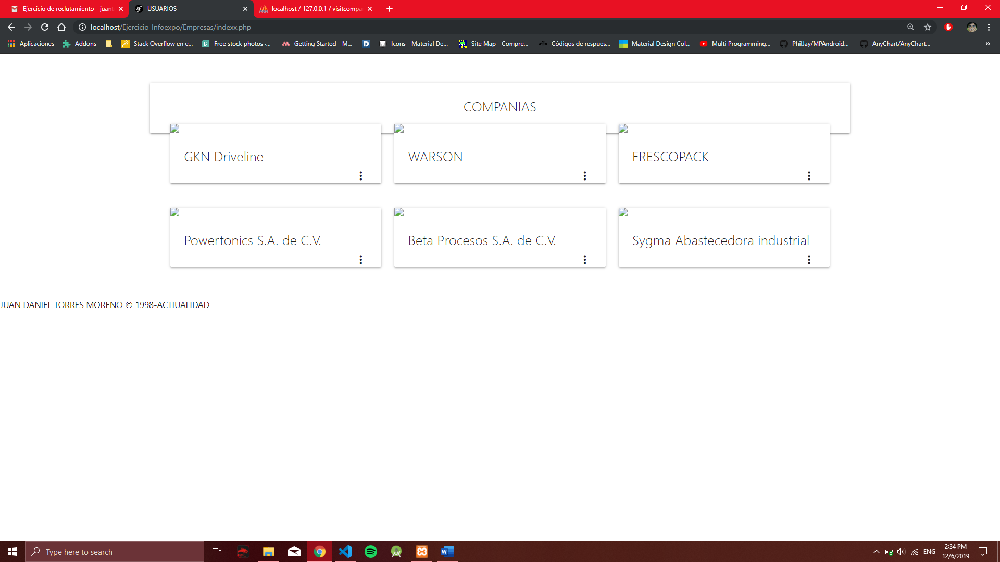 Ejercicio de reclutamiento - juant
USUARIOS
localhost / 127.0.0.1 / visitcompa
localhost/Ejercicio-Infoexpo/Empresas/indexx.php
Aplicaciones
Addons
Stack Overflow en e...
Free stock photos ·...
Getting Started - M...
Icons - Material De...
Site Map - Compre...
Códigos de respues...
Material Design Col...
Multi Programming...
PhilJay/MPAndroid...
AnyChart/AnyChart...
»
COMPANIAS
GKN Driveline
WARSON
FRESCOPACK
Powertonics S.A. de C.V.
Beta Procesos S.A. de C.V.
Sygma Abastecedora industrial
JUAN DANIEL TORRES MORENO © 1998-ACTIUALIDAD
Type here to search
ENG
2:34 PM
12/6/2019